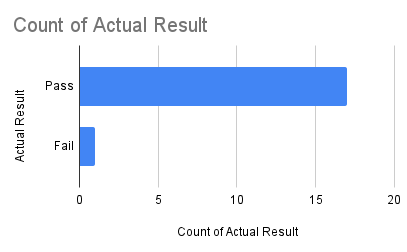 Count of Actual Result
Actual Result
Pass
Fail
0 5 10 15 20
Count of Actual Result